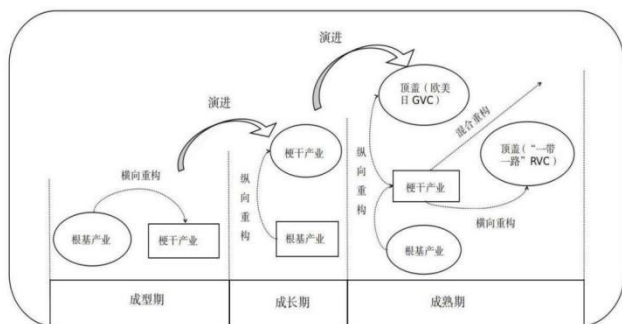 演进
演进
横向重构
根基产业
梗干产业
纵向重构
梗干产业
根基产业
顶盖（欧美
日 GVC）
混合重构
纵向重构
梗干产业
顶盖（“一带
一路”RVC）
横向重构
根基产业
成型期
成长期
成熟期